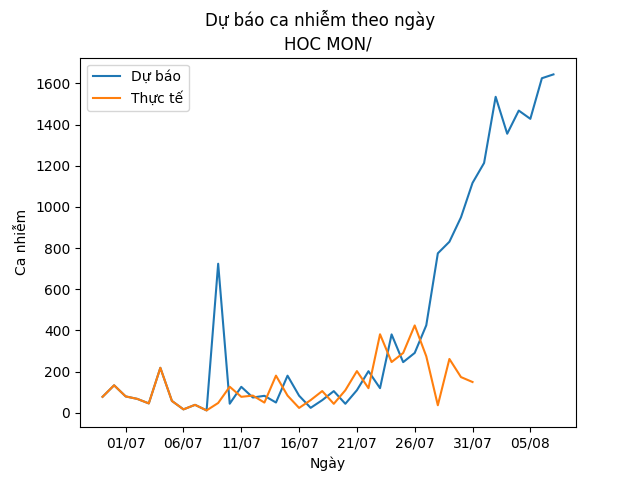 Dự báo ca nhiễm theo ngày
HOC MON/
Dự báo
Thực tế
Ca nhiễm
1600
1400
1200
1000
800
600
400
200
0
01/07 06/07 11/07 16/07 21/07 26/07 31/07 05/08
Ngày